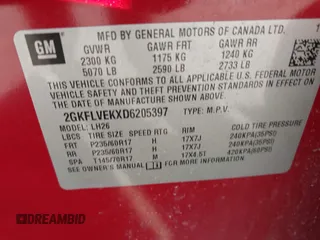 GM
MFD BY GENERAL MOTORS OF CANADA LTD.
GVWR GAWR FRT GAWR RR
2300 KG 1175 KG 1240 KG
5070 LB 2590 LB 2733 LB
THIS VEHICLE CONFORMS TO ALL APPLICABLE U.S. FEDERAL MOTOR
VEHICLE SAFETY, BUMPER, AND THEFT PREVENTION STANDARDS
IN EFFECT ON THE DATE OF MANUFACTURE SHOWN ABOVE.
2GKFLVEKXD6205397 TYPE: M.P.V.
MODEL: LH26
LBCS TIRE SIZE SPEED RTG RIM COLD TIRE PRESSURE
FRT P235/60R17 H 17X7J 240KPA(35PSI)
RR P235/60R17 H 17X7J 240KPA(35PSI)
SPA T145/70R17 M 17X4.5T 420KPA(60PSI)
SEE OWNER'S MANUAL FOR ADDITIONAL INFORMATION
DREAMBID